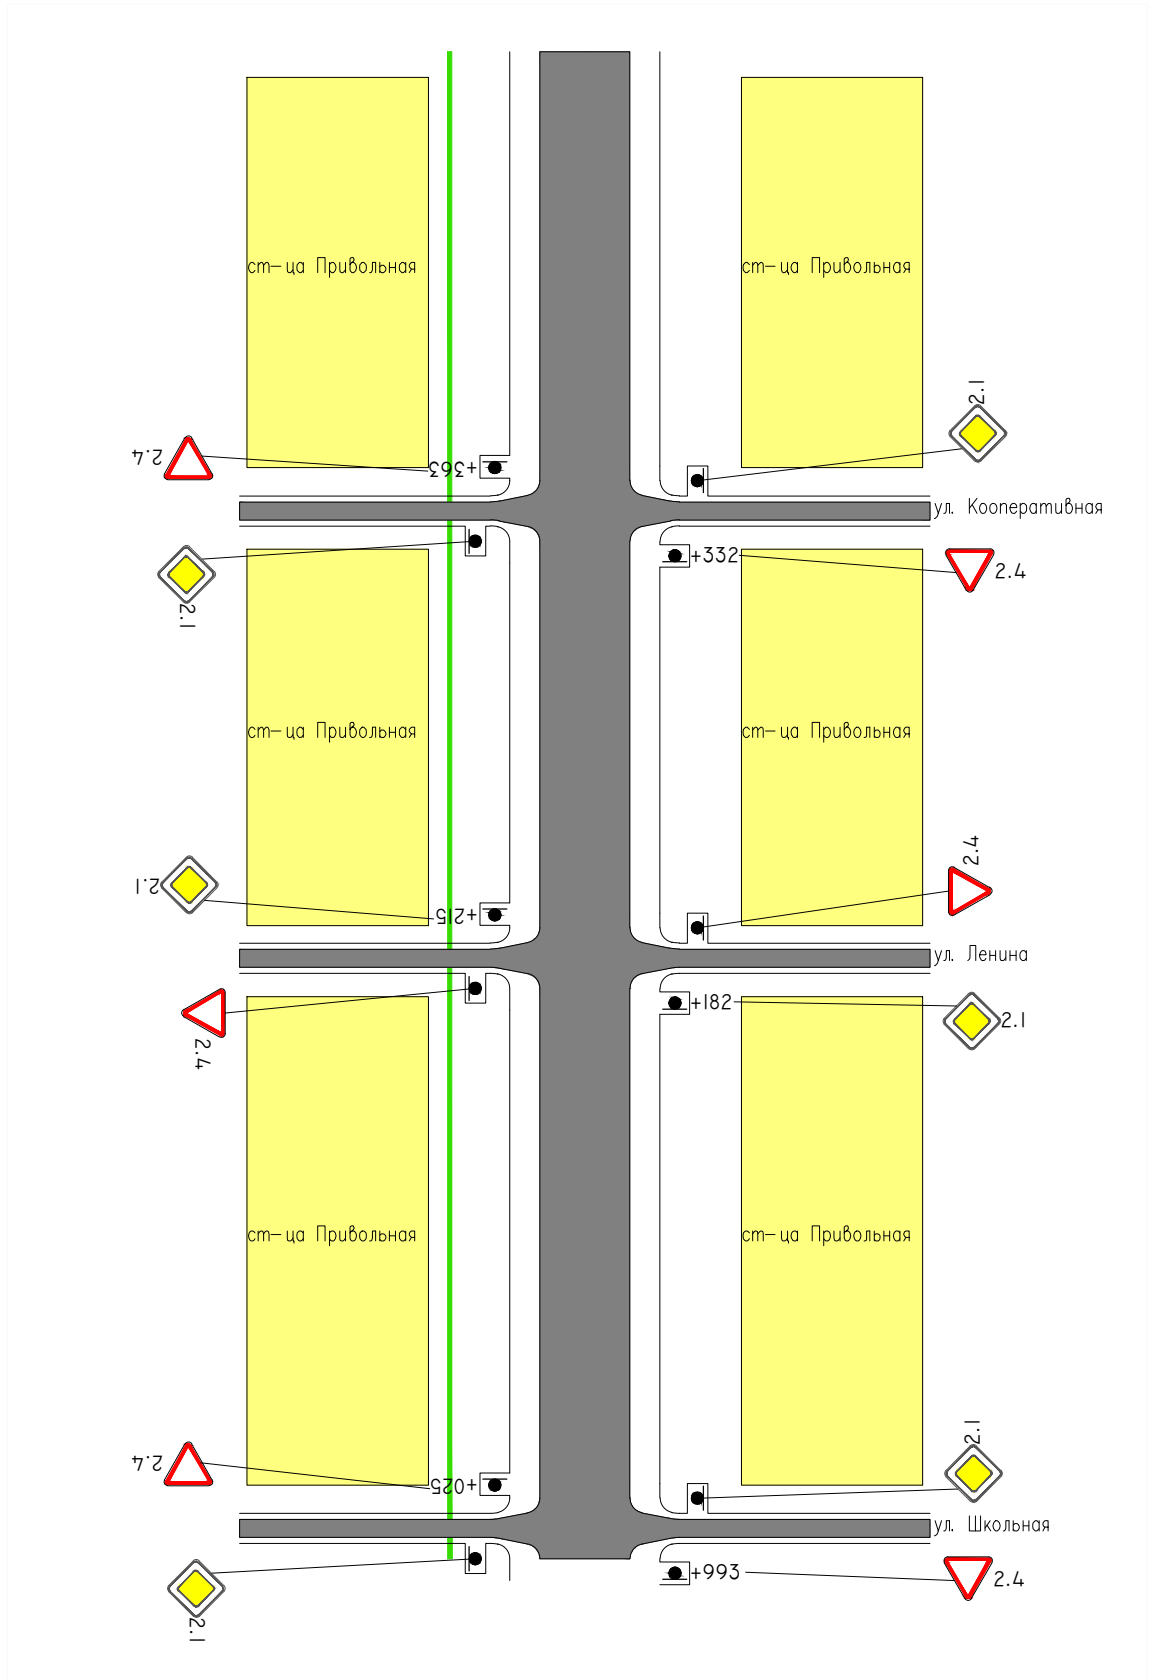 ст-ца Привольная
ст-ца Привольная
2.1
2.4
+363
ул. Кооперативная
+332
2.4
2.1
ст-ца Привольная
ст-ца Привольная
2.4
2.1
+215
ул. Ленина
+182
2.1
2.4
ст-ца Привольная
ст-ца Привольная
2.1
2.4
+025
ул. Школьная
+993
2.4
2.1